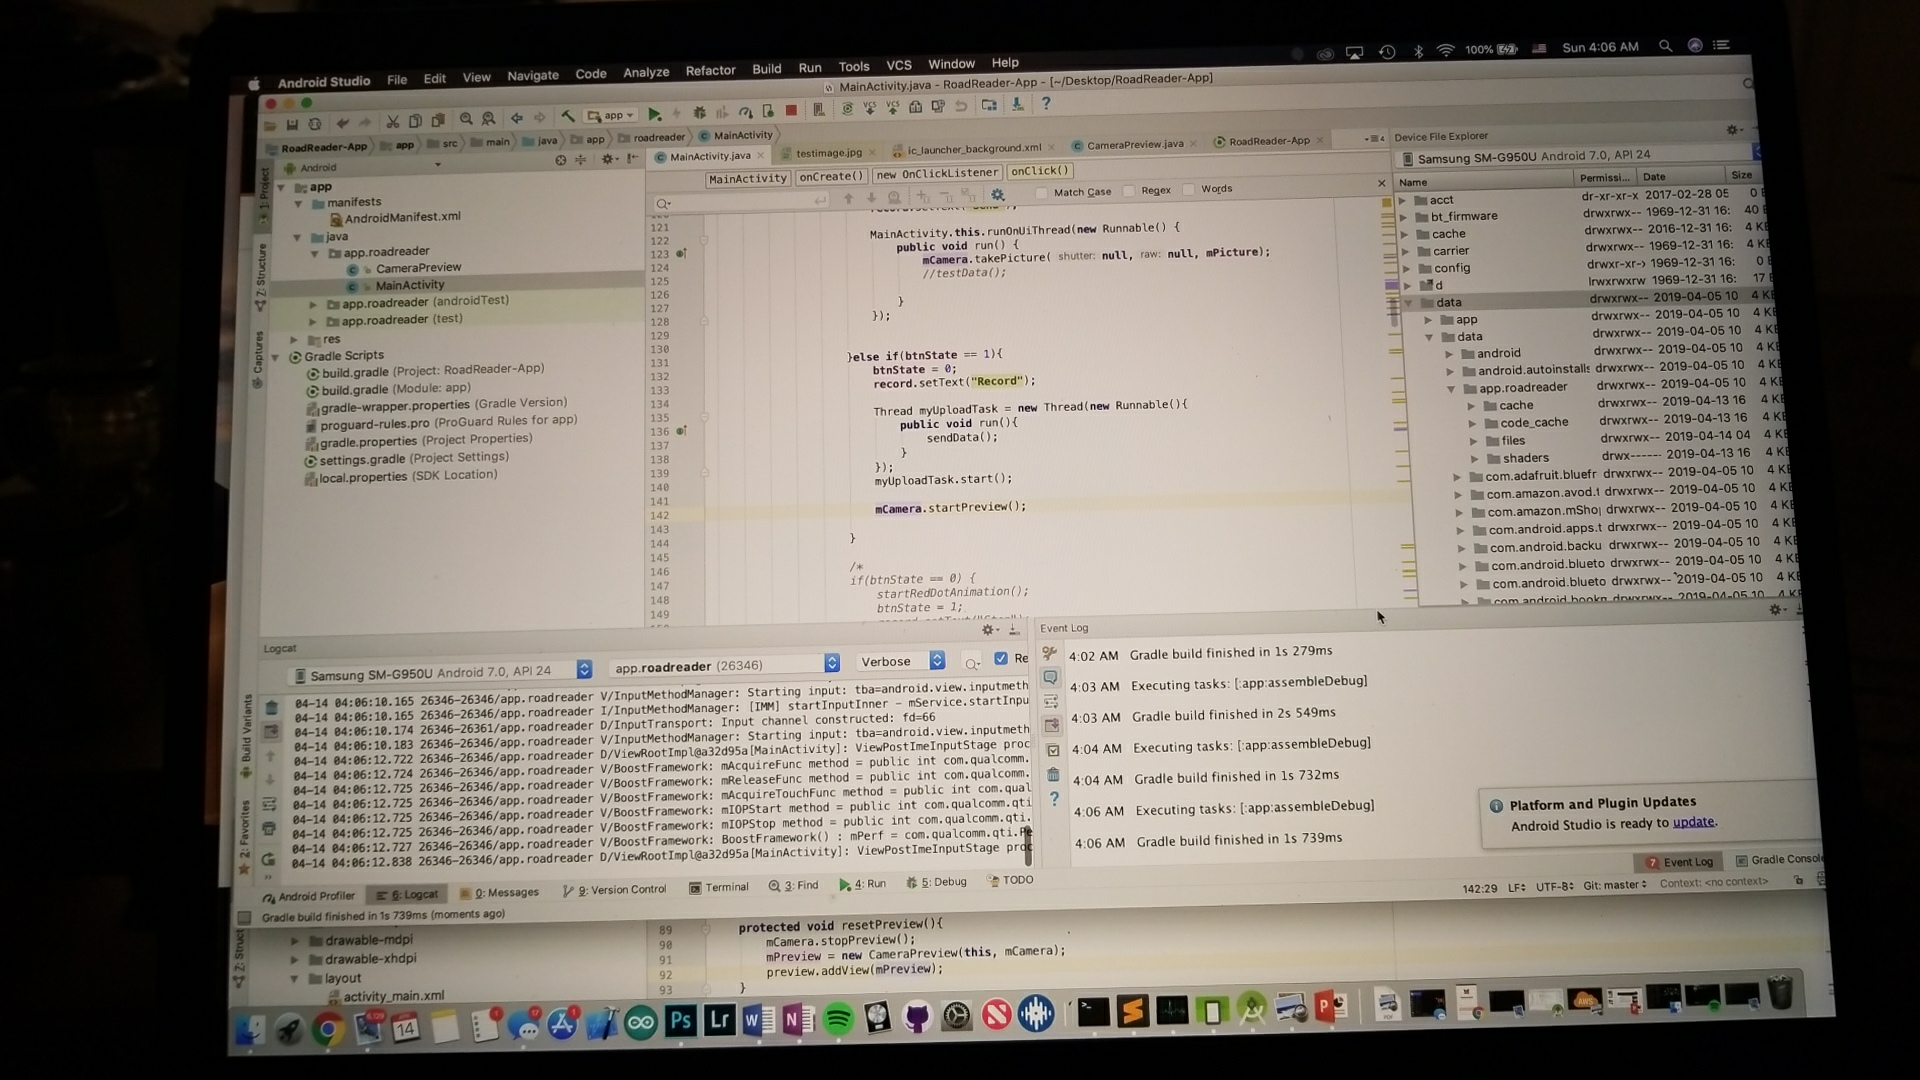 Android Studio File Edit View Navigate Code Analyze Refactor Build Run Tools VCS Window Help 100% Sun 4:06 AM
MainActivity.java - RoadReader-App - [~/Desktop/RoadReader-App]
app
RoadReader-App app src main java app roadreader MainActivity
Android
MainActivity.java testimage.jpg ic_launcher_background.xml CameraPreview.java RoadReader-App
MainActivity onCreate() new OnClickListener onClick()
Match Case Regex Words
1: Project
Z: Structure
Captures
Build Variants
2: Favorites
app
manifests
AndroidManifest.xml
java
app.roadreader
CameraPreview
MainActivity
app.roadreader (androidTest)
app.roadreader (test)
res
Gradle Scripts
build.gradle (Project: RoadReader-App)
build.gradle (Module: app)
gradle-wrapper.properties (Gradle Version)
proguard-rules.pro (ProGuard Rules for app)
gradle.properties (Project Properties)
settings.gradle (Project Settings)
local.properties (SDK Location)
121
122 MainActivity.this.runOnUiThread(new Runnable() {
123 public void run() {
124 mCamera.takePicture( shutter: null, raw: null, mPicture);
125 //testData();
126
127 }
128 });
129
130
131 }else if(btnState == 1){
132 btnState = 0;
133 record.setText("Record");
134
135 Thread myUploadTask = new Thread(new Runnable(){
136 public void run(){
137 sendData();
138 }
139 });
140 myUploadTask.start();
141
142 mCamera.startPreview();
143
144 }
145
146 /*
147 if(btnState == 0) {
148 startRedDotAnimation();
149 btnState = 1;
Device File Explorer
Samsung SM-G950U Android 7.0, API 24
Name Permissi... Date Size
acct dr-xr-xr-x 2017-02-28 05 0
bt_firmware drwxrwx-- 1969-12-31 16: 40
cache drwxrwx-- 2016-12-31 16: 4 K
carrier drwxrwx-- 1969-12-31 16: 4 K
config drwxr-xr-x 1969-12-31 16: 0
d lrwxrwxrw 1969-12-31 16: 17
data drwxrwx-- 2019-04-05 10 4 K
app drwxrwx-- 2019-04-05 10 4 K
data drwxrwx-- 2019-04-05 10 4 K
android drwxrwx-- 2019-04-05 10 4 K
android.autoinstalls drwxrwx-- 2019-04-05 10 4 K
app.roadreader drwxrwx-- 2019-04-05 10 4 K
cache drwxrwx-- 2019-04-13 16 4 K
code_cache drwxrwx-- 2019-04-13 16 4 K
files drwxrwx-- 2019-04-14 04 4 K
shaders drwx------ 2019-04-13 16 4 K
com.adafruit.bluefr drwxrwx-- 2019-04-05 10 4 K
com.amazon.avod.t drwxrwx-- 2019-04-05 10 4 K
com.amazon.mShop drwxrwx-- 2019-04-05 10 4 K
com.android.apps.t drwxrwx-- 2019-04-05 10 4 K
com.android.backu drwxrwx-- 2019-04-05 10 4 K
com.android.blueto drwxrwx-- 2019-04-05 10 4 K
com.android.blueto drwxrwx-- 2019-04-05 10 4 K
Logcat
Samsung SM-G950U Android 7.0, API 24 app.roadreader (26346) Verbose Re
04-14 04:06:10.165 26346-26346/app.roadreader V/InputMethodManager: Starting input: tba=android.view.inputmeth
04-14 04:06:10.165 26346-26346/app.roadreader I/InputMethodManager: [IMM] startInputInner - mService.startInpu
04-14 04:06:10.174 26346-26361/app.roadreader D/InputTransport: Input channel constructed: fd=66
04-14 04:06:10.183 26346-26346/app.roadreader V/InputMethodManager: Starting input: tba=android.view.inputmeth
04-14 04:06:12.722 26346-26346/app.roadreader D/ViewRootImpl@a32d95a[MainActivity]: ViewPostImeInputStage proc
04-14 04:06:12.724 26346-26346/app.roadreader V/BoostFramework: mAcquireFunc method = public int com.qualcomm.
04-14 04:06:12.725 26346-26346/app.roadreader V/BoostFramework: mReleaseFunc method = public int com.qualcomm.
04-14 04:06:12.725 26346-26346/app.roadreader V/BoostFramework: mAcquireTouchFunc method = public int com.qual
04-14 04:06:12.725 26346-26346/app.roadreader V/BoostFramework: mIOPStart method = public int com.qualcomm.qti.
04-14 04:06:12.725 26346-26346/app.roadreader V/BoostFramework: mIOPStop method = public int com.qualcomm.qti.
04-14 04:06:12.727 26346-26346/app.roadreader V/BoostFramework: BoostFramework() : mPerf = com.qualcomm.qti.Pe
04-14 04:06:12.838 26346-26346/app.roadreader D/ViewRootImpl@a32d95a[MainActivity]: ViewPostImeInputStage proc
Event Log
4:02 AM Gradle build finished in 1s 279ms
4:03 AM Executing tasks: [:app:assembleDebug]
4:03 AM Gradle build finished in 2s 549ms
4:04 AM Executing tasks: [:app:assembleDebug]
4:04 AM Gradle build finished in 1s 732ms
4:06 AM Executing tasks: [:app:assembleDebug]
4:06 AM Gradle build finished in 1s 739ms
Platform and Plugin Updates
Android Studio is ready to update.
Android Profiler 6: Logcat 0: Messages 9: Version Control Terminal 3: Find 4: Run 5: Debug TODO 7 Event Log Gradle Console
Gradle build finished in 1s 739ms (moments ago) 142:29 LF UTF-8 Git: master Context: <no context>
drawable-mdpi
drawable-xhdpi
layout
activity_main.xml
89 protected void resetPreview(){
90 mCamera.stopPreview();
91 mPreview = new CameraPreview(this, mCamera);
92 preview.addView(mPreview);
93 }
14 Ps Lr W N P AWS